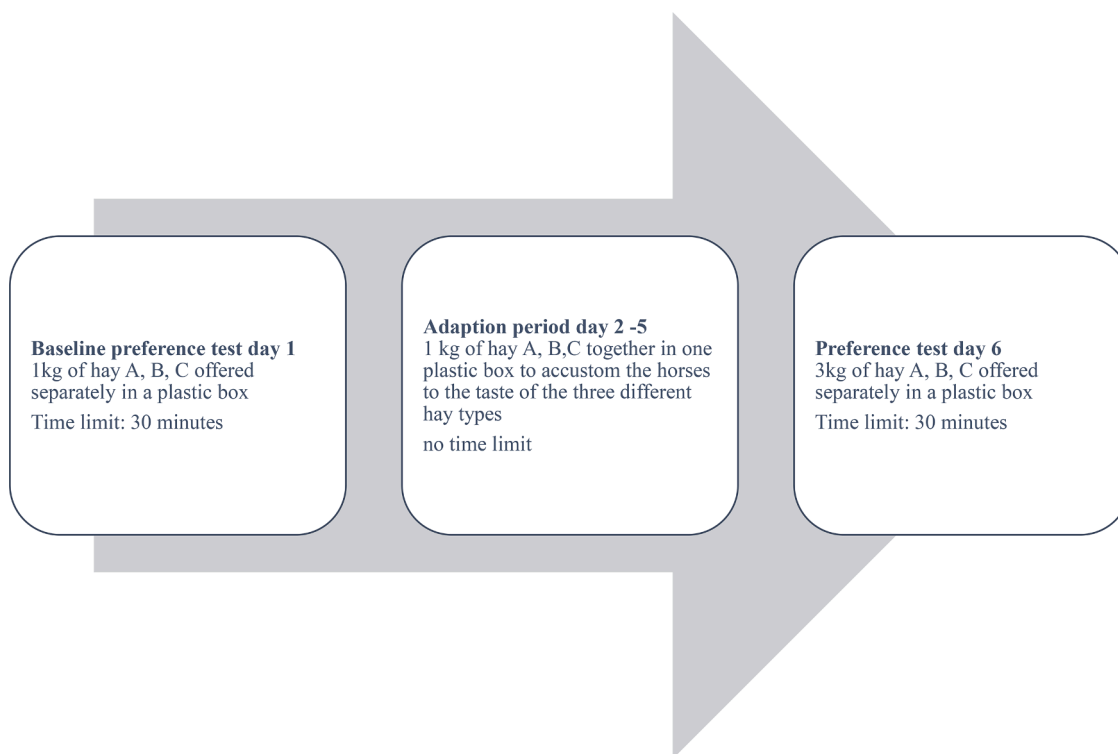 Baseline preference test day 1
1kg of hay A, B, C offered
separately in a plastic box
Time limit: 30 minutes
Adaption period day 2 -5
1 kg of hay A, B,C together in one
plastic box to accustom the horses
to the taste of the three different
hay types
no time limit
Preference test day 6
3kg of hay A, B, C offered
separately in a plastic box
Time limit: 30 minutes